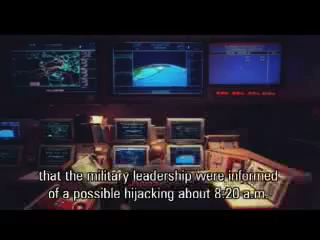 that the military leadership were informed
of a possible hijacking about 8:20 a.m.